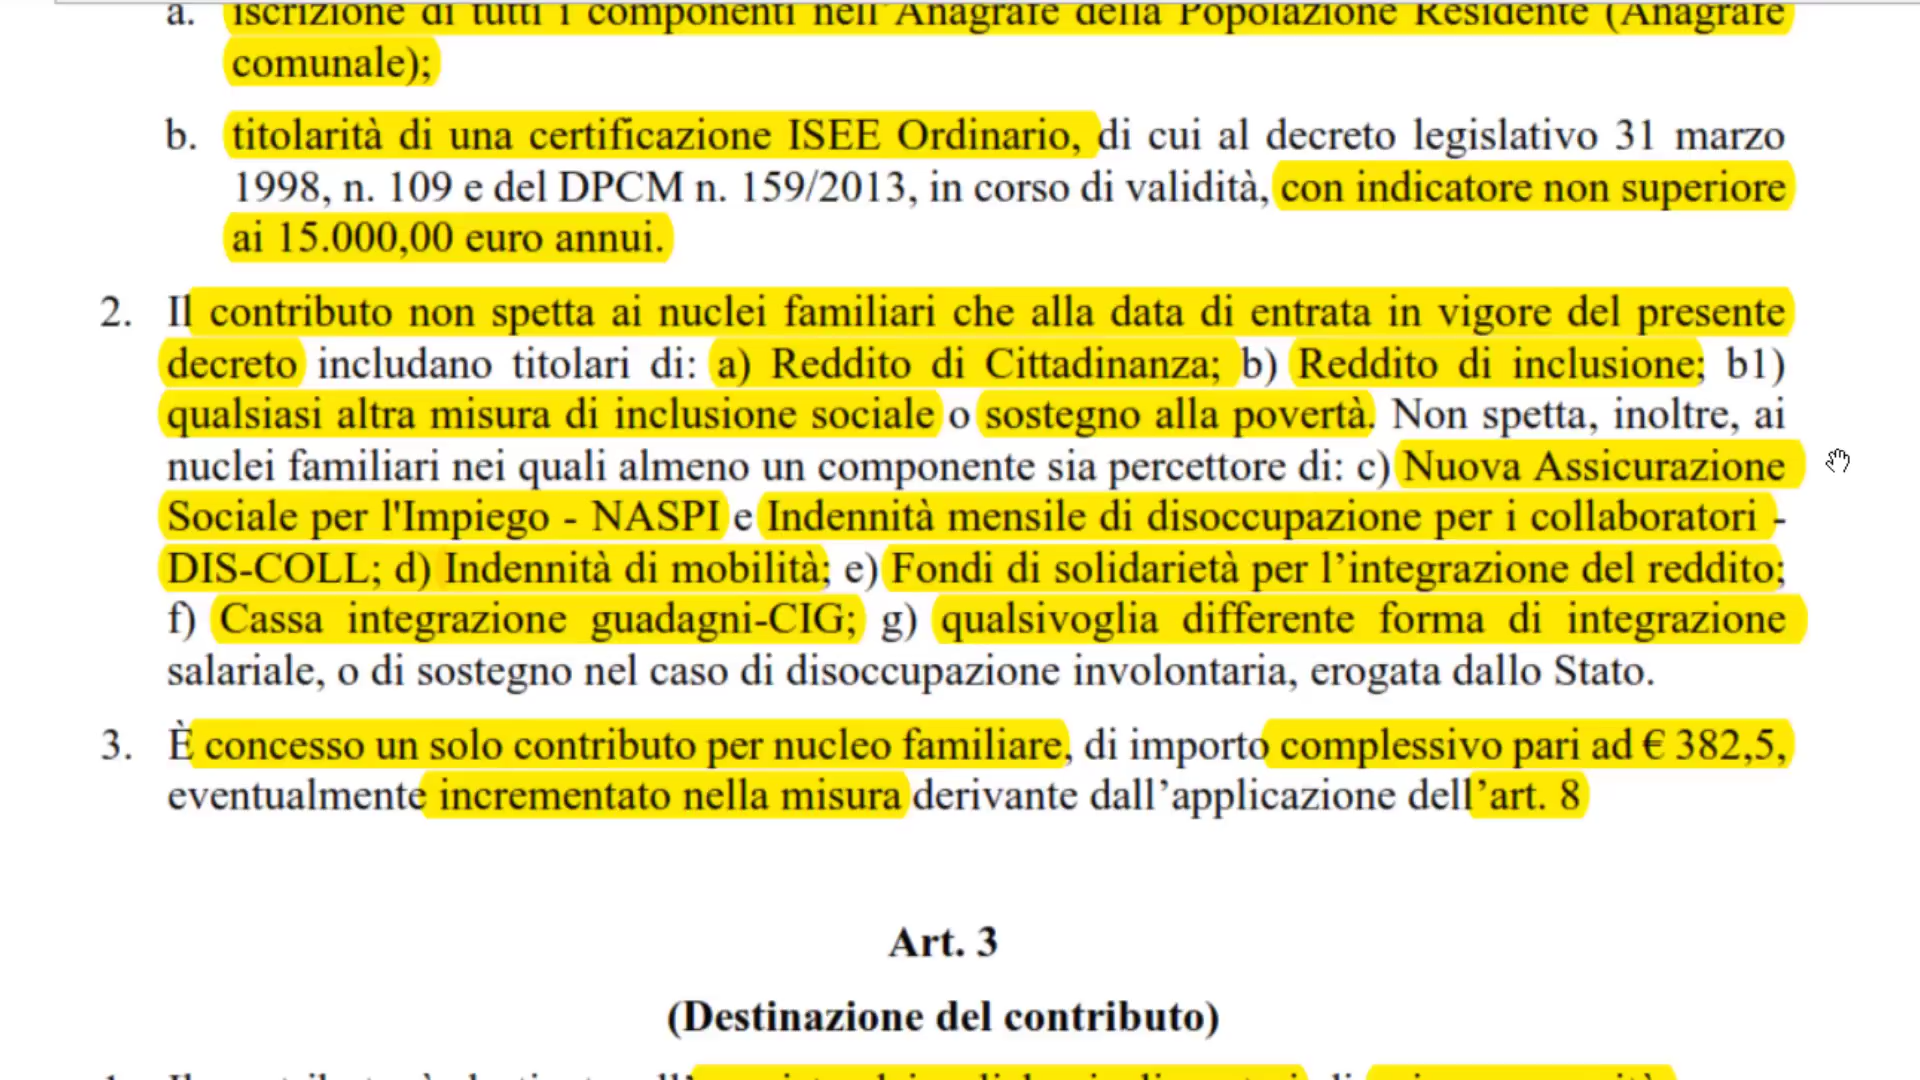 a. iscrizione di tutti i componenti nell'Anagrafe della Popolazione Residente (Anagrafe
comunale);
b. titolarità di una certificazione ISEE Ordinario, di cui al decreto legislativo 31 marzo
1998, n. 109 e del DPCM n. 159/2013, in corso di validità, con indicatore non superiore
ai 15.000,00 euro annui.
2. Il contributo non spetta ai nuclei familiari che alla data di entrata in vigore del presente
decreto includano titolari di: a) Reddito di Cittadinanza; b) Reddito di inclusione; b1)
qualsiasi altra misura di inclusione sociale o sostegno alla povertà. Non spetta, inoltre, ai
nuclei familiari nei quali almeno un componente sia percettore di: c) Nuova Assicurazione
Sociale per l'Impiego - NASPI e Indennità mensile di disoccupazione per i collaboratori -
DIS-COLL; d) Indennità di mobilità; e) Fondi di solidarietà per l’integrazione del reddito;
f) Cassa integrazione guadagni-CIG; g) qualsivoglia differente forma di integrazione
salariale, o di sostegno nel caso di disoccupazione involontaria, erogata dallo Stato.
3. È concesso un solo contributo per nucleo familiare, di importo complessivo pari ad € 382,5,
eventualmente incrementato nella misura derivante dall’applicazione dell’art. 8
Art. 3
(Destinazione del contributo)